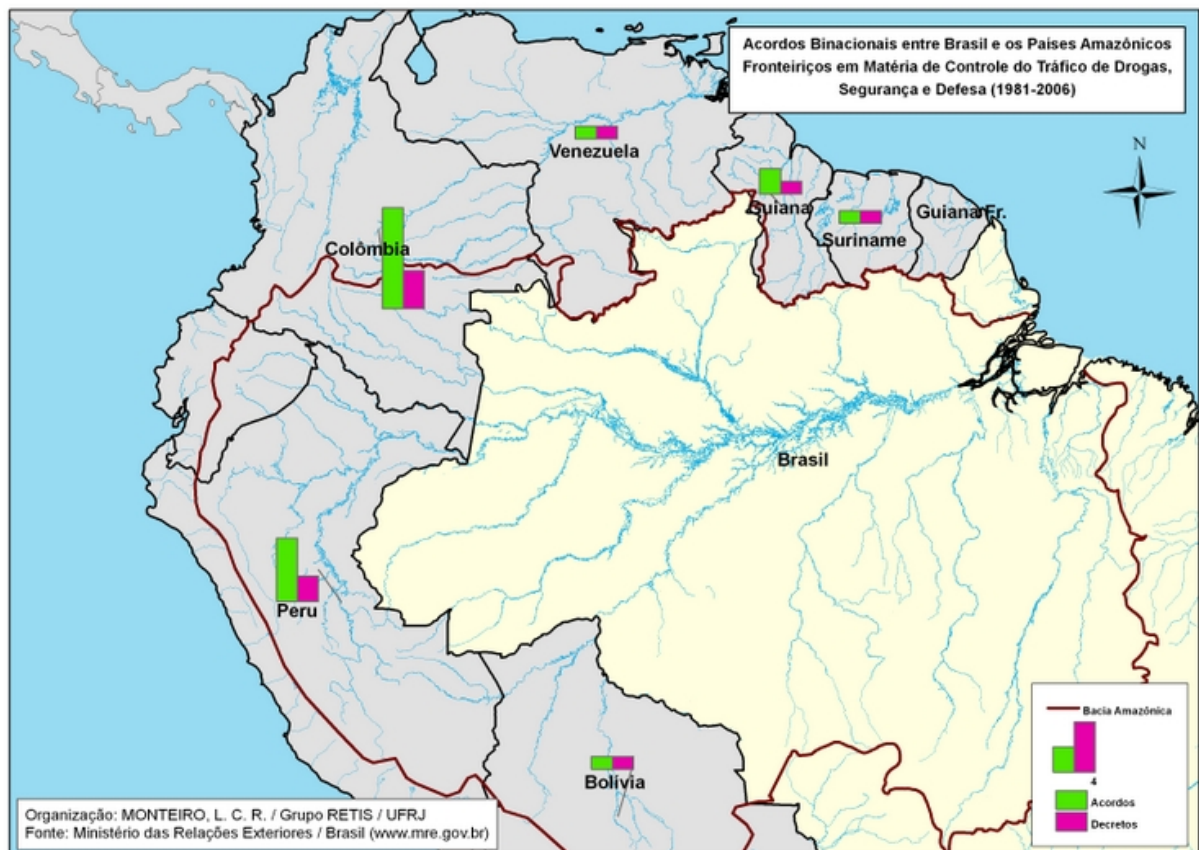 Acordos Binacionais entre Brasil e os Países Amazônicos
Fronteiriços em Matéria de Controle do Tráfico de Drogas,
Segurança e Defesa (1981-2006)
N
Venezuela
Guiana
Suriname
Guiana Fr.
Colômbia
Brasil
Peru
Bolívia
Bacia Amazônica
4
Acordos
Decretos
Organização: MONTEIRO, L. C. R. / Grupo RETIS / UFRJ
Fonte: Ministério das Relações Exteriores / Brasil (www.mre.gov.br)